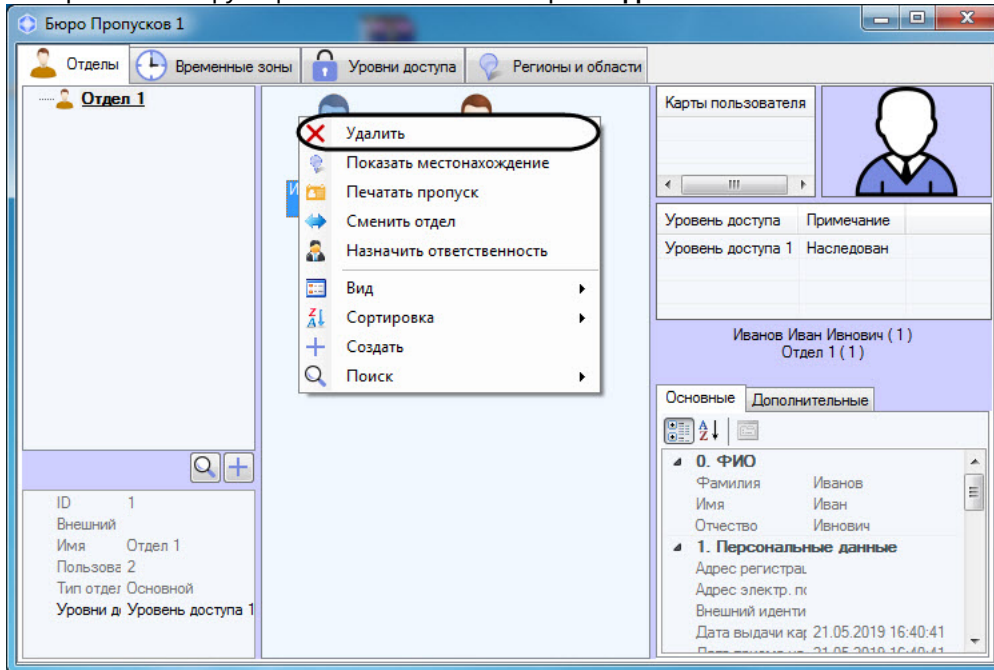 Бюро Пропусков 1
Отделы
Временные зоны
Уровни доступа
Регионы и области
Отдел 1
Удалить
Показать местонахождение
Печатать пропуск
Сменить отдел
Назначить ответственность
Вид
Сортировка
Создать
Поиск
ID 1
Внешний
Имя Отдел 1
Пользова 2
Тип отдел Основной
Уровни д Уровень доступа 1
Карты пользователя
Уровень доступа Примечание
Уровень доступа 1 Наследован
Иванов Иван Ивнович ( 1 )
Отдел 1 ( 1 )
Основные Дополнительные
0. ФИО
Фамилия Иванов
Имя Иван
Отчество Ивнович
1. Персональные данные
Адрес регистрац
Адрес электр. по
Внешний иденти
Дата выдачи кар 21.05.2019 16:40:41